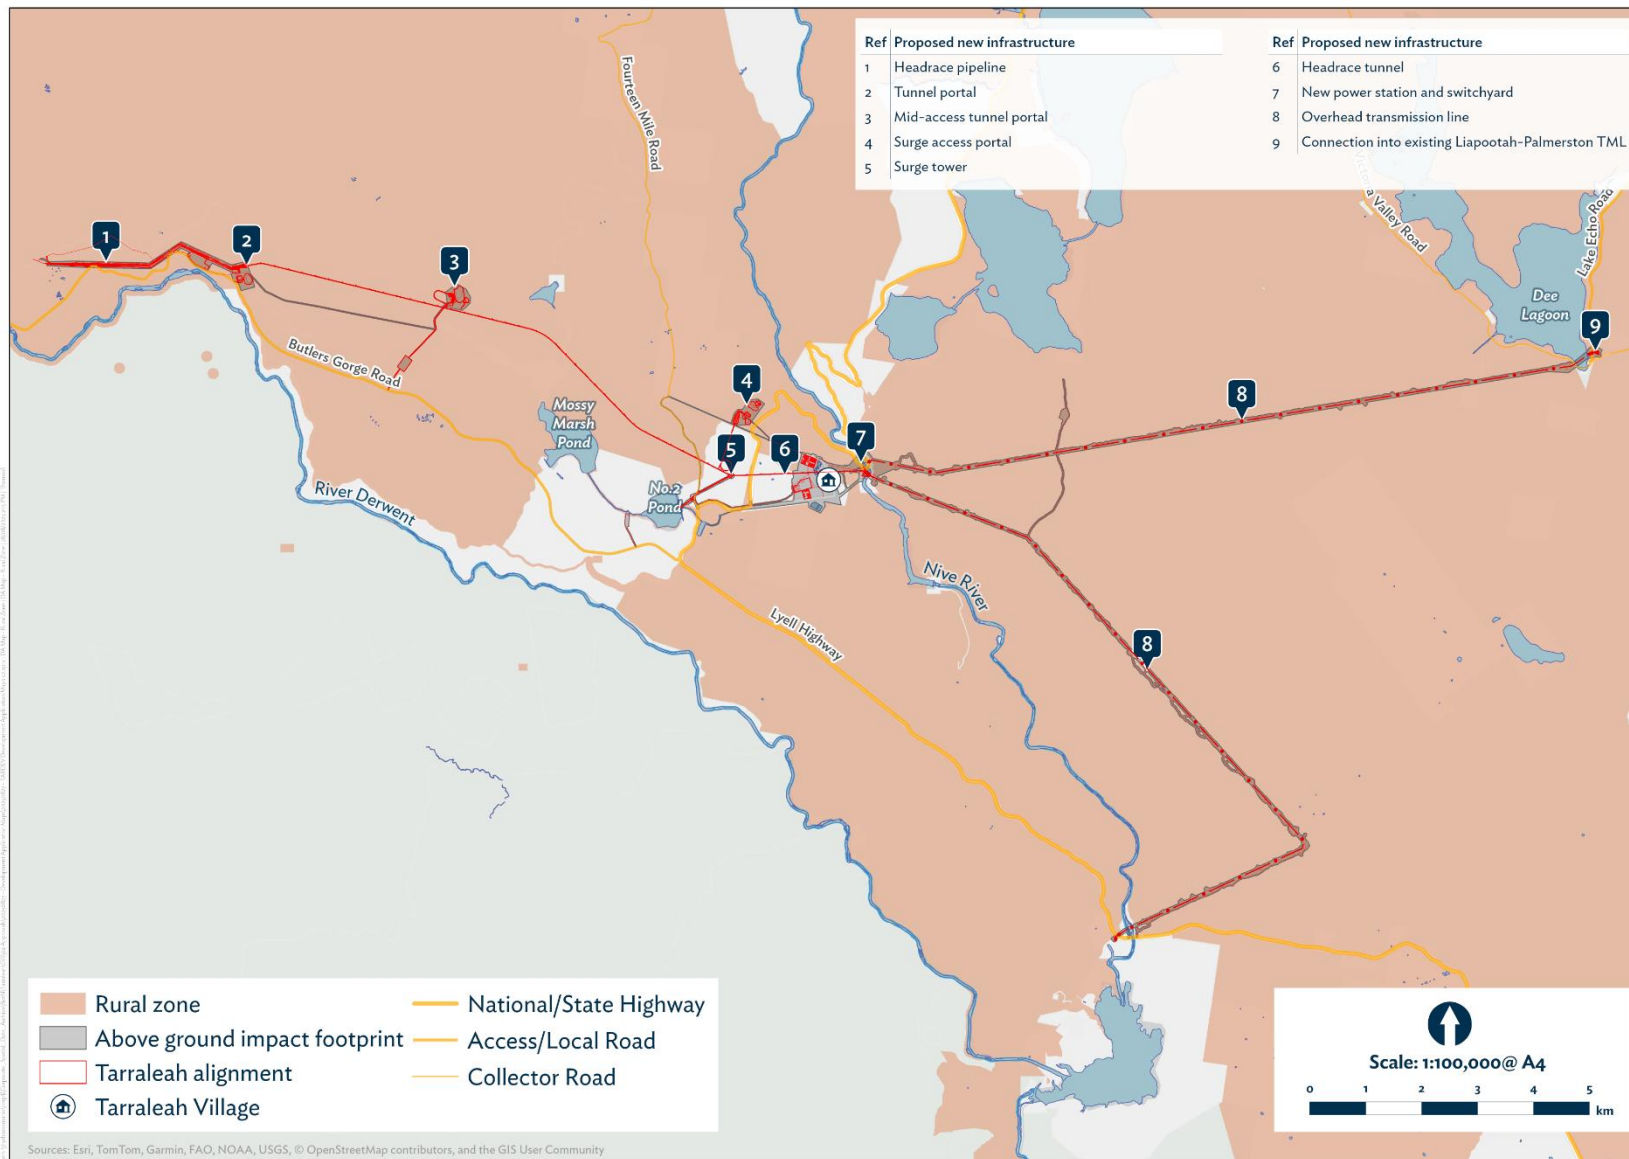 Ref Proposed new infrastructure
1 Headrace pipeline
2 Tunnel portal
3 Mid-access tunnel portal
4 Surge access portal
5 Surge tower
Ref Proposed new infrastructure
6 Headrace tunnel
7 New power station and switchyard
8 Overhead transmission line
9 Connection into existing Liapootah-Palmerston TML
Fourteen Mile Road
Victoria Valley Road
Lake Echo Road
Dee
Lagoon
1
2
3
4
5
6
7
8
9
8
Butlers Gorge Road
Mossy
Marsh
Pond
No.2
Pond
River Derwent
Nive River
Lyell Highway
Rural zone
Above ground impact footprint
Tarraleah alignment
Tarraleah Village
National/State Highway
Access/Local Road
Collector Road
Scale: 1:100,000@ A4
0 1 2 3 4 5
km
Sources: Esri, TomTom, Garmin, FAO, NOAA, USGS, © OpenStreetMap contributors, and the GIS User Community